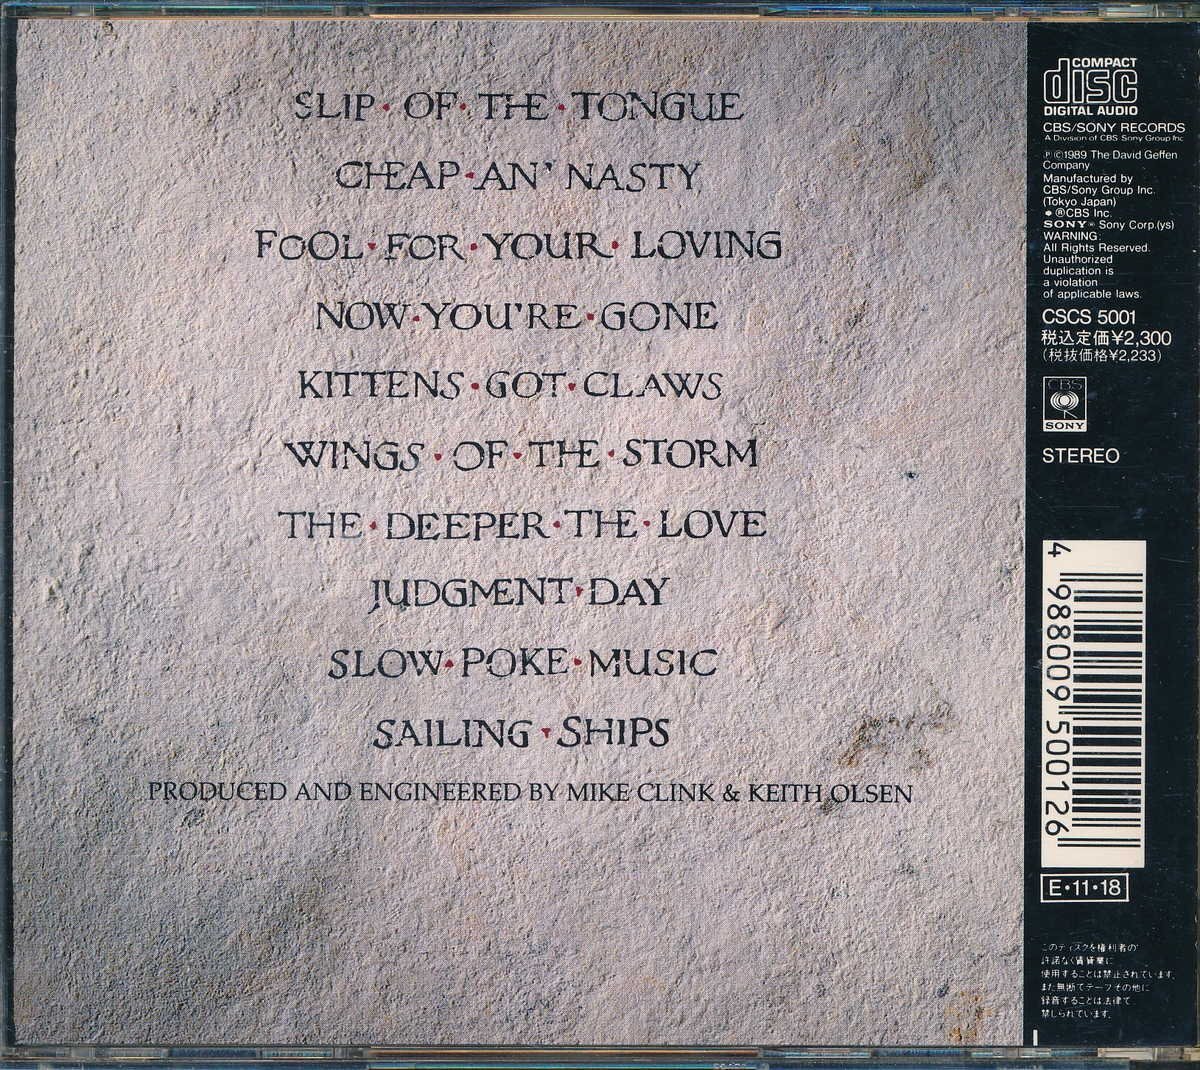 SLIP · OF · THE · TONGUE
CHEAP · AN' NASTY
FOOL · FOR · YOUR · LOVING
NOW · YOU'RE · GONE
KITTENS · GOT · CLAWS
WINGS · OF · THE · STORM
THE · DEEPER · THE · LOVE
JUDGMENT · DAY
SLOW · POKE · MUSIC
SAILING · SHIPS
PRODUCED AND ENGINEERED BY MIKE CLINK & KEITH OLSEN
COMPACT
disc
DIGITAL AUDIO
CBS/SONY RECORDS
A Division of CBS Sony Group Inc
℗©1989 The David Geffen
Company
Manufactured by
CBS/Sony Group Inc.
(Tokyo Japan)
● ®CBS Inc.
SONY® Sony Corp.(ys)
WARNING:
All Rights Reserved.
Unauthorized
duplication is
a violation
of applicable laws.
CSCS 5001
税込定価¥2,300
(税抜価格¥2,233)
CBS
SONY
STEREO
4 988009 500126
E·11·18
このディスクを権利者の
許諾なく賃貸業に
使用することは禁止されています。
また無断でテープその他に
録音することは法律で
禁じられています。